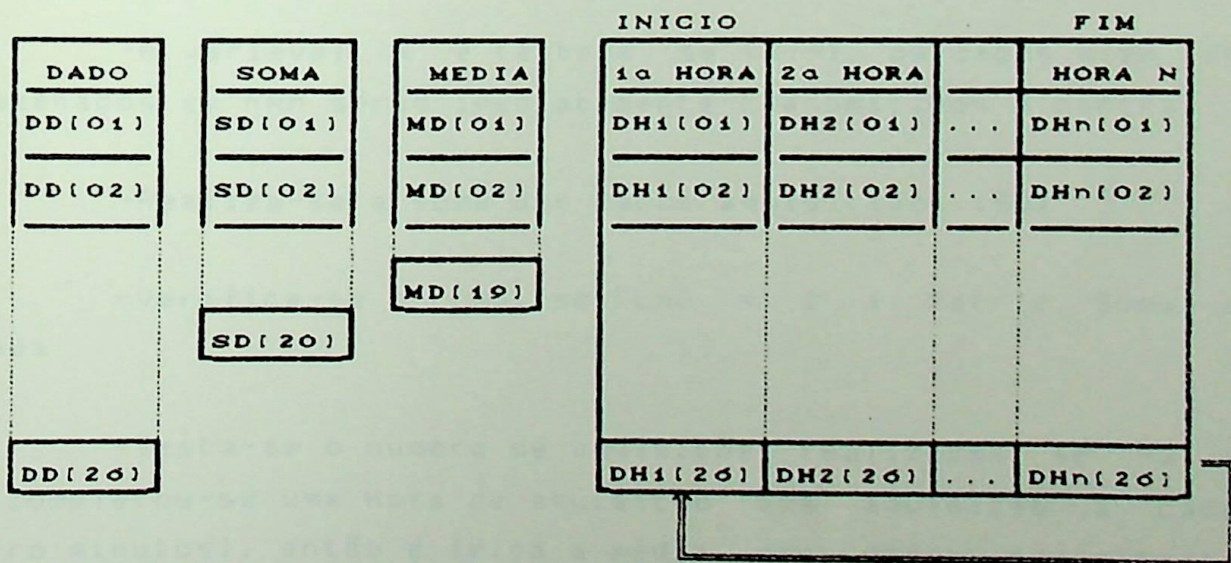 INICIO FIM
DADO SOMA MEDIA 1a HORA 2a HORA HORA N
DD(01) SD(01) MD(01) DH1(01) DH2(01) ... DHn(01)
DD(02) SD(02) MD(02) DH1(02) DH2(02) ... DHn(02)
MD(19)
SD(20)
DD(26) DH1(26) DH2(26) ... DHn(26)